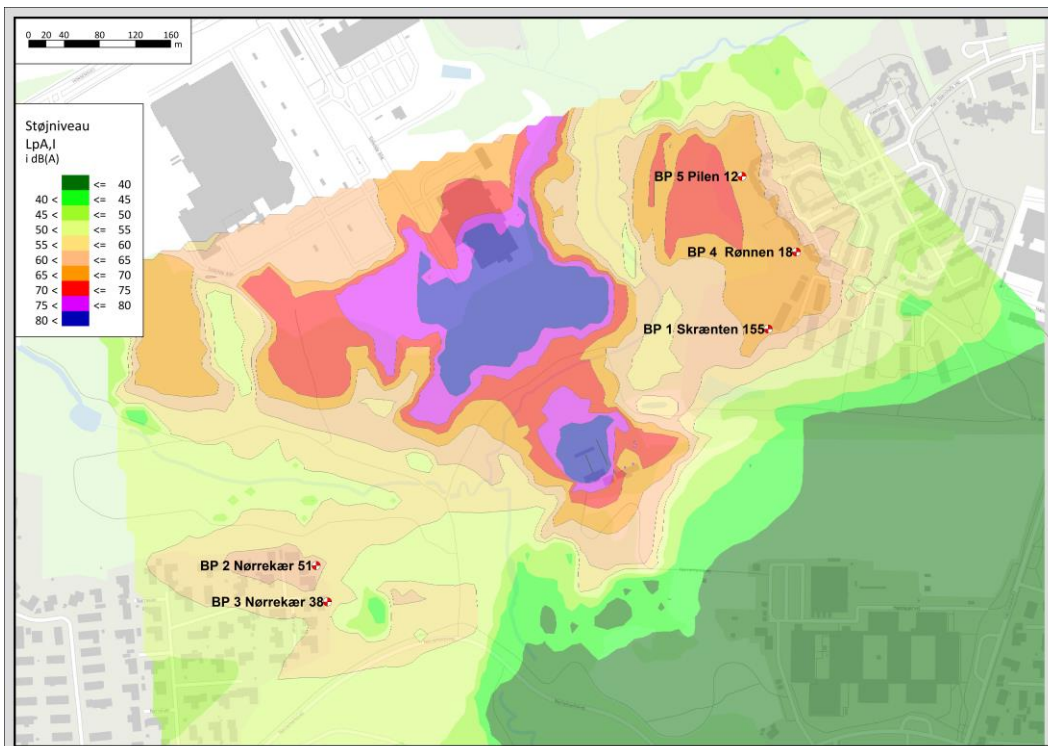 0 20 40 80 120 160
m
Støjniveau
LpA,I
i dB(A)
<= 40
40 < <= 45
45 < <= 50
50 < <= 55
55 < <= 60
60 < <= 65
65 < <= 70
70 < <= 75
75 < <= 80
80 <
BP 5 Pilen 12
BP 4 Rønnen 18
BP 1 Skrænten 155
BP 2 Nørrekær 51
BP 3 Nørrekær 38